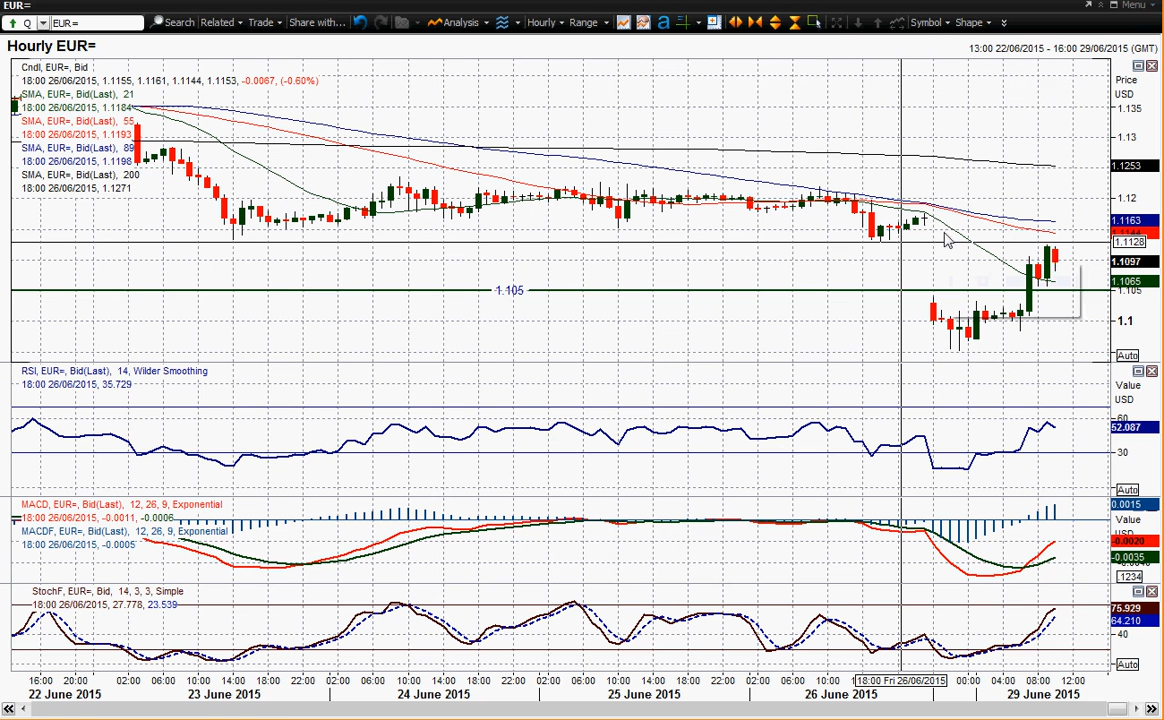 EUR=
Menu
Q EUR= Search Related Trade Share with... Analysis Hourly Range Symbol Shape
Hourly EUR=
13:00 22/06/2015 - 16:00 29/06/2015 (GMT)
Cndl, EUR=, Bid
18:00 26/06/2015, 1.1155, 1.1161, 1.1144, 1.1153, -0.0067, (-0.60%)
SMA, EUR=, Bid(Last), 21
18:00 26/06/2015, 1.1184
SMA, EUR=, Bid(Last), 55
18:00 26/06/2015, 1.1193
SMA, EUR=, Bid(Last), 89
18:00 26/06/2015, 1.1198
SMA, EUR=, Bid(Last), 200
18:00 26/06/2015, 1.1271
Price
USD
1.135
1.13
1.1253
1.12
1.1163
1.1128
1.1097
1.1065
1.105
1.105
1.1
Auto
RSI, EUR=, Bid(Last), 14, Wilder Smoothing
18:00 26/06/2015, 35.729
Value
USD
60
52.087
30
Auto
MACD, EUR=, Bid(Last), 12, 26, 9, Exponential
18:00 26/06/2015, -0.0011, -0.0006
MACDF, EUR=, Bid(Last), 12, 26, 9, Exponential
18:00 26/06/2015, -0.0005
0.0015
Value
USD
-0.0020
-0.0035
.1234
StochF, EUR=, Bid, 14, 3, 3, Simple
18:00 26/06/2015, 27.778, 23.539
75.929
64.210
40
Auto
16:00 20:00 02:00 06:00 10:00 14:00 18:00 22:00 02:00 06:00 10:00 14:00 18:00 22:00 02:00 06:00 10:00 14:00 18:00 22:00 02:00 06:00 10:00 18:00 Fri 26/06/2015 00:00 04:00 08:00 12:00
22 June 2015 23 June 2015 24 June 2015 25 June 2015 26 June 2015 29 June 2015